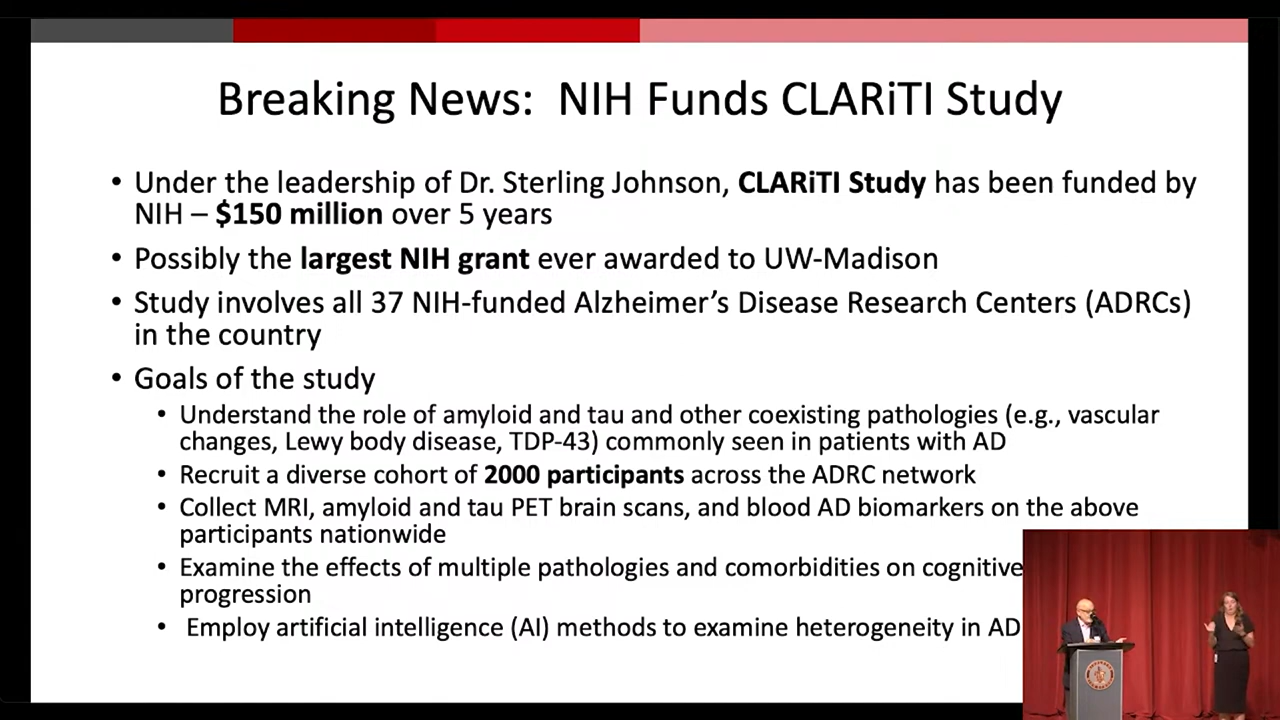 Breaking News:  NIH Funds CLARiTI Study
• Under the leadership of Dr. Sterling Johnson, CLARiTI Study has been funded by
NIH – $150 million over 5 years
• Possibly the largest NIH grant ever awarded to UW-Madison
• Study involves all 37 NIH-funded Alzheimer’s Disease Research Centers (ADRCs)
in the country
• Goals of the study
• Understand the role of amyloid and tau and other coexisting pathologies (e.g., vascular
changes, Lewy body disease, TDP-43) commonly seen in patients with AD
• Recruit a diverse cohort of 2000 participants across the ADRC network
• Collect MRI, amyloid and tau PET brain scans, and blood AD biomarkers on the above
participants nationwide
• Examine the effects of multiple pathologies and comorbidities on cognitive
progression
• Employ artificial intelligence (AI) methods to examine heterogeneity in AD